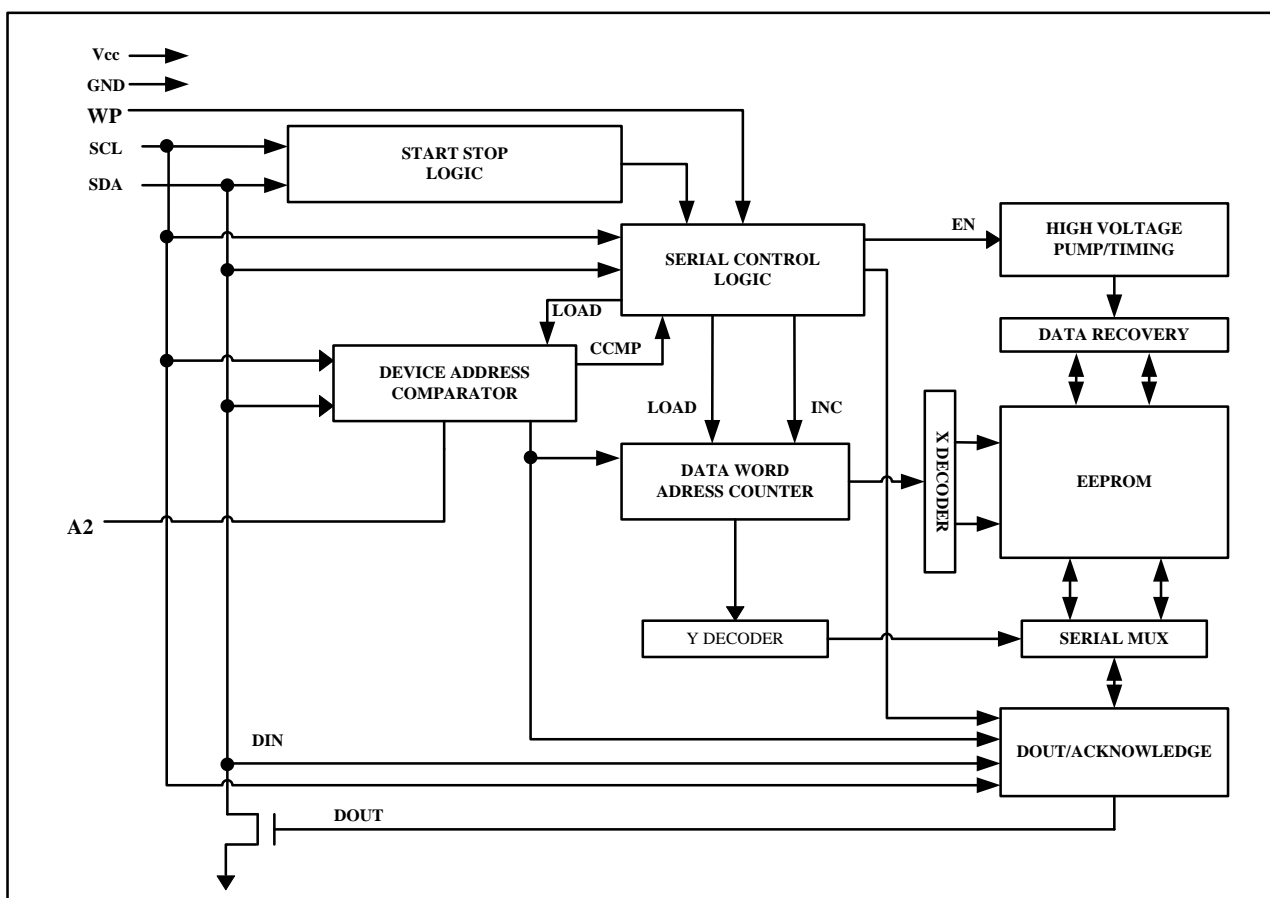 Vcc
GND
WP
SCL
SDA
START STOP
LOGIC
SERIAL CONTROL
LOGIC
EN
HIGH VOLTAGE
PUMP/TIMING
DATA RECOVERY
LOAD
CCMP
DEVICE ADDRESS
COMPARATOR
LOAD
INC
X DECODER
EEPROM
DATA WORD
ADRESS COUNTER
A2
Y DECODER
SERIAL MUX
DIN
DOUT/ACKNOWLEDGE
DOUT